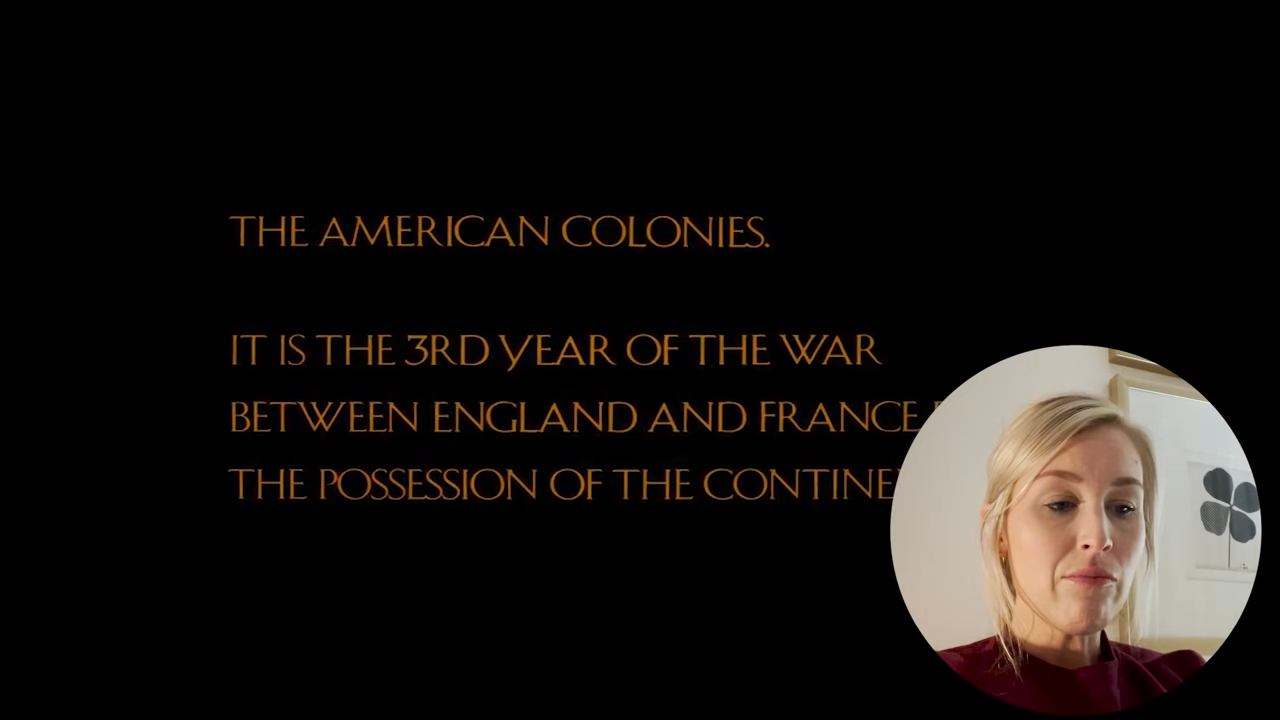 THE AMERICAN COLONIES.
IT IS THE 3RD YEAR OF THE WAR
BETWEEN ENGLAND AND FRANCE
THE POSSESSION OF THE